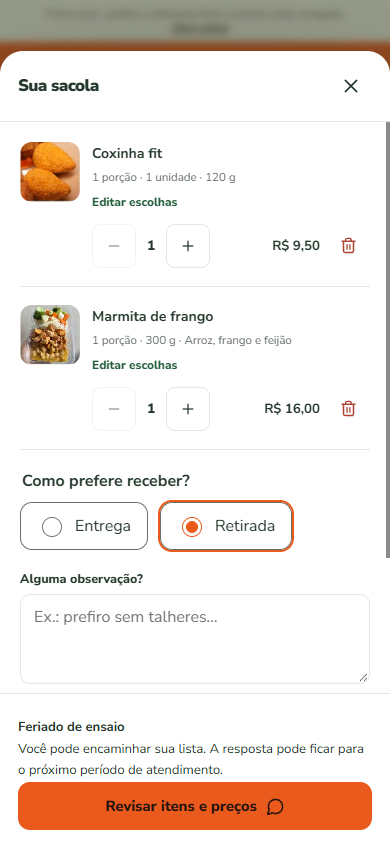 Sua sacola
Coxinha fit
1 porção · 1 unidade · 120 g
Editar escolhas
1
R$ 9,50
Marmita de frango
1 porção · 300 g · Arroz, frango e feijão
Editar escolhas
1
R$ 16,00
Como prefere receber?
Entrega
Retirada
Alguma observação?
Ex.: prefiro sem talheres...
Feriado de ensaio
Você pode encaminhar sua lista. A resposta pode ficar para
o próximo período de atendimento.
Revisar itens e preços